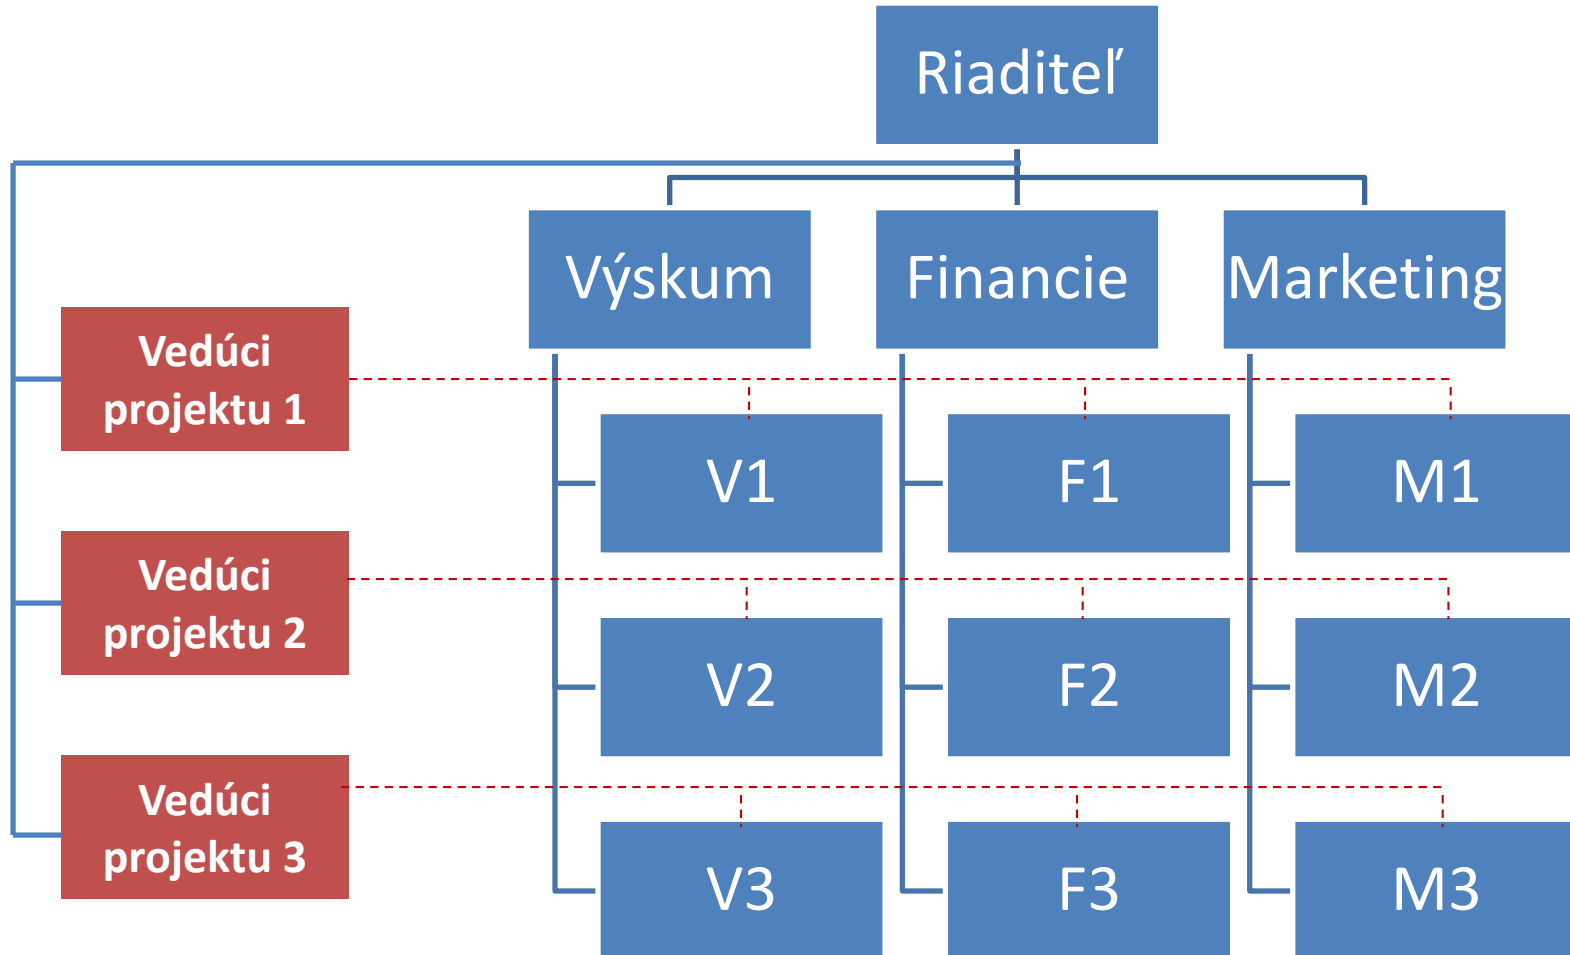 Riaditeľ
Výskum
Financie
Marketing
Vedúci
projektu 1
V1
F1
M1
Vedúci
projektu 2
V2
F2
M2
Vedúci
projektu 3
V3
F3
M3